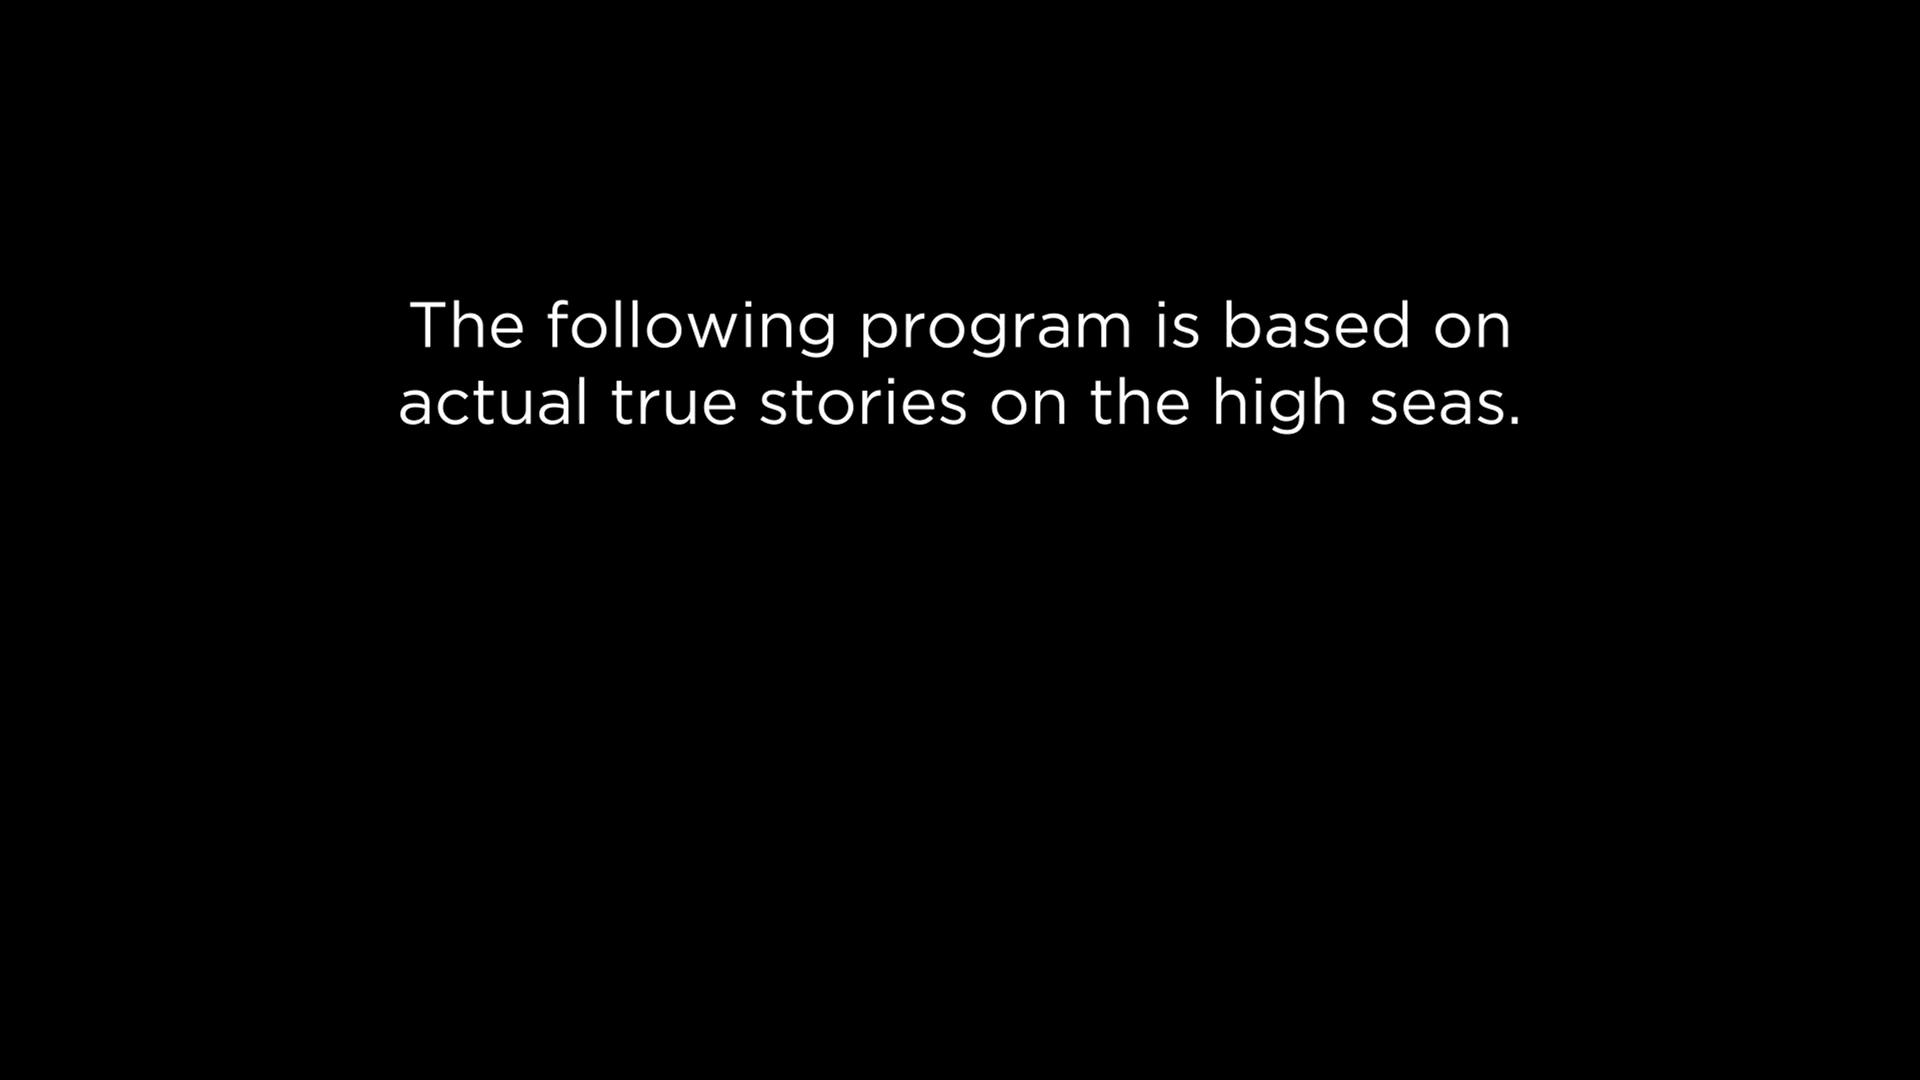 The following program is based on
actual true stories on the high seas.